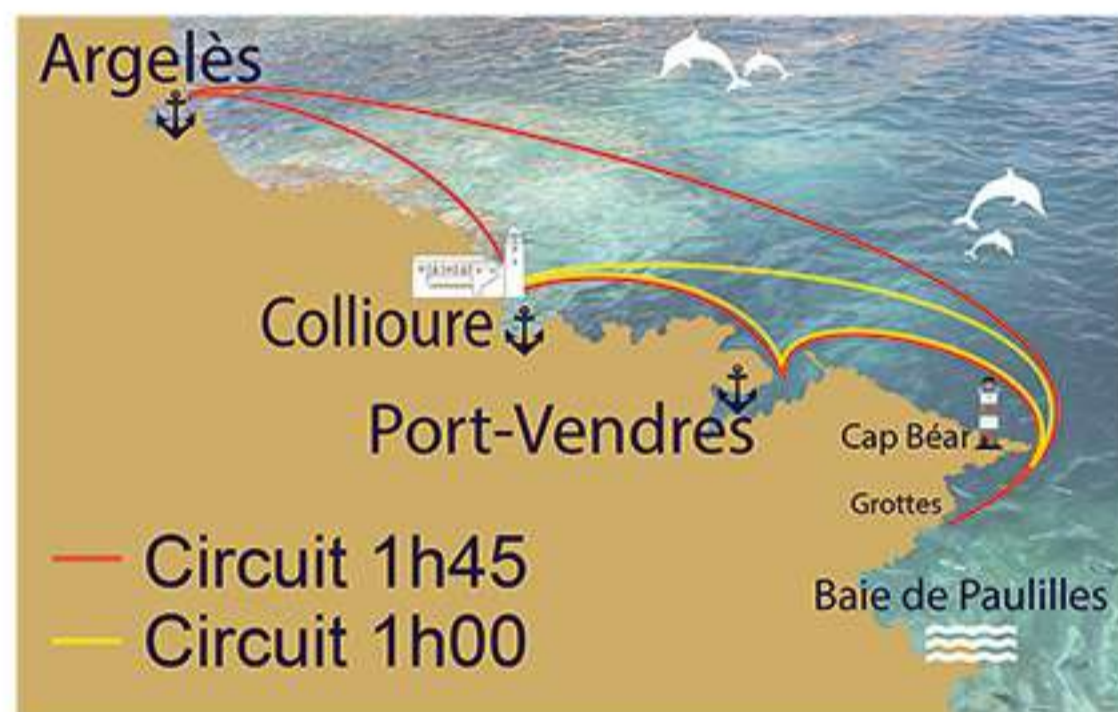 Argelès
Collioure
Port-Vendres
Cap Béar
Grottes
Baie de Paulilles
Circuit 1h45
Circuit 1h00